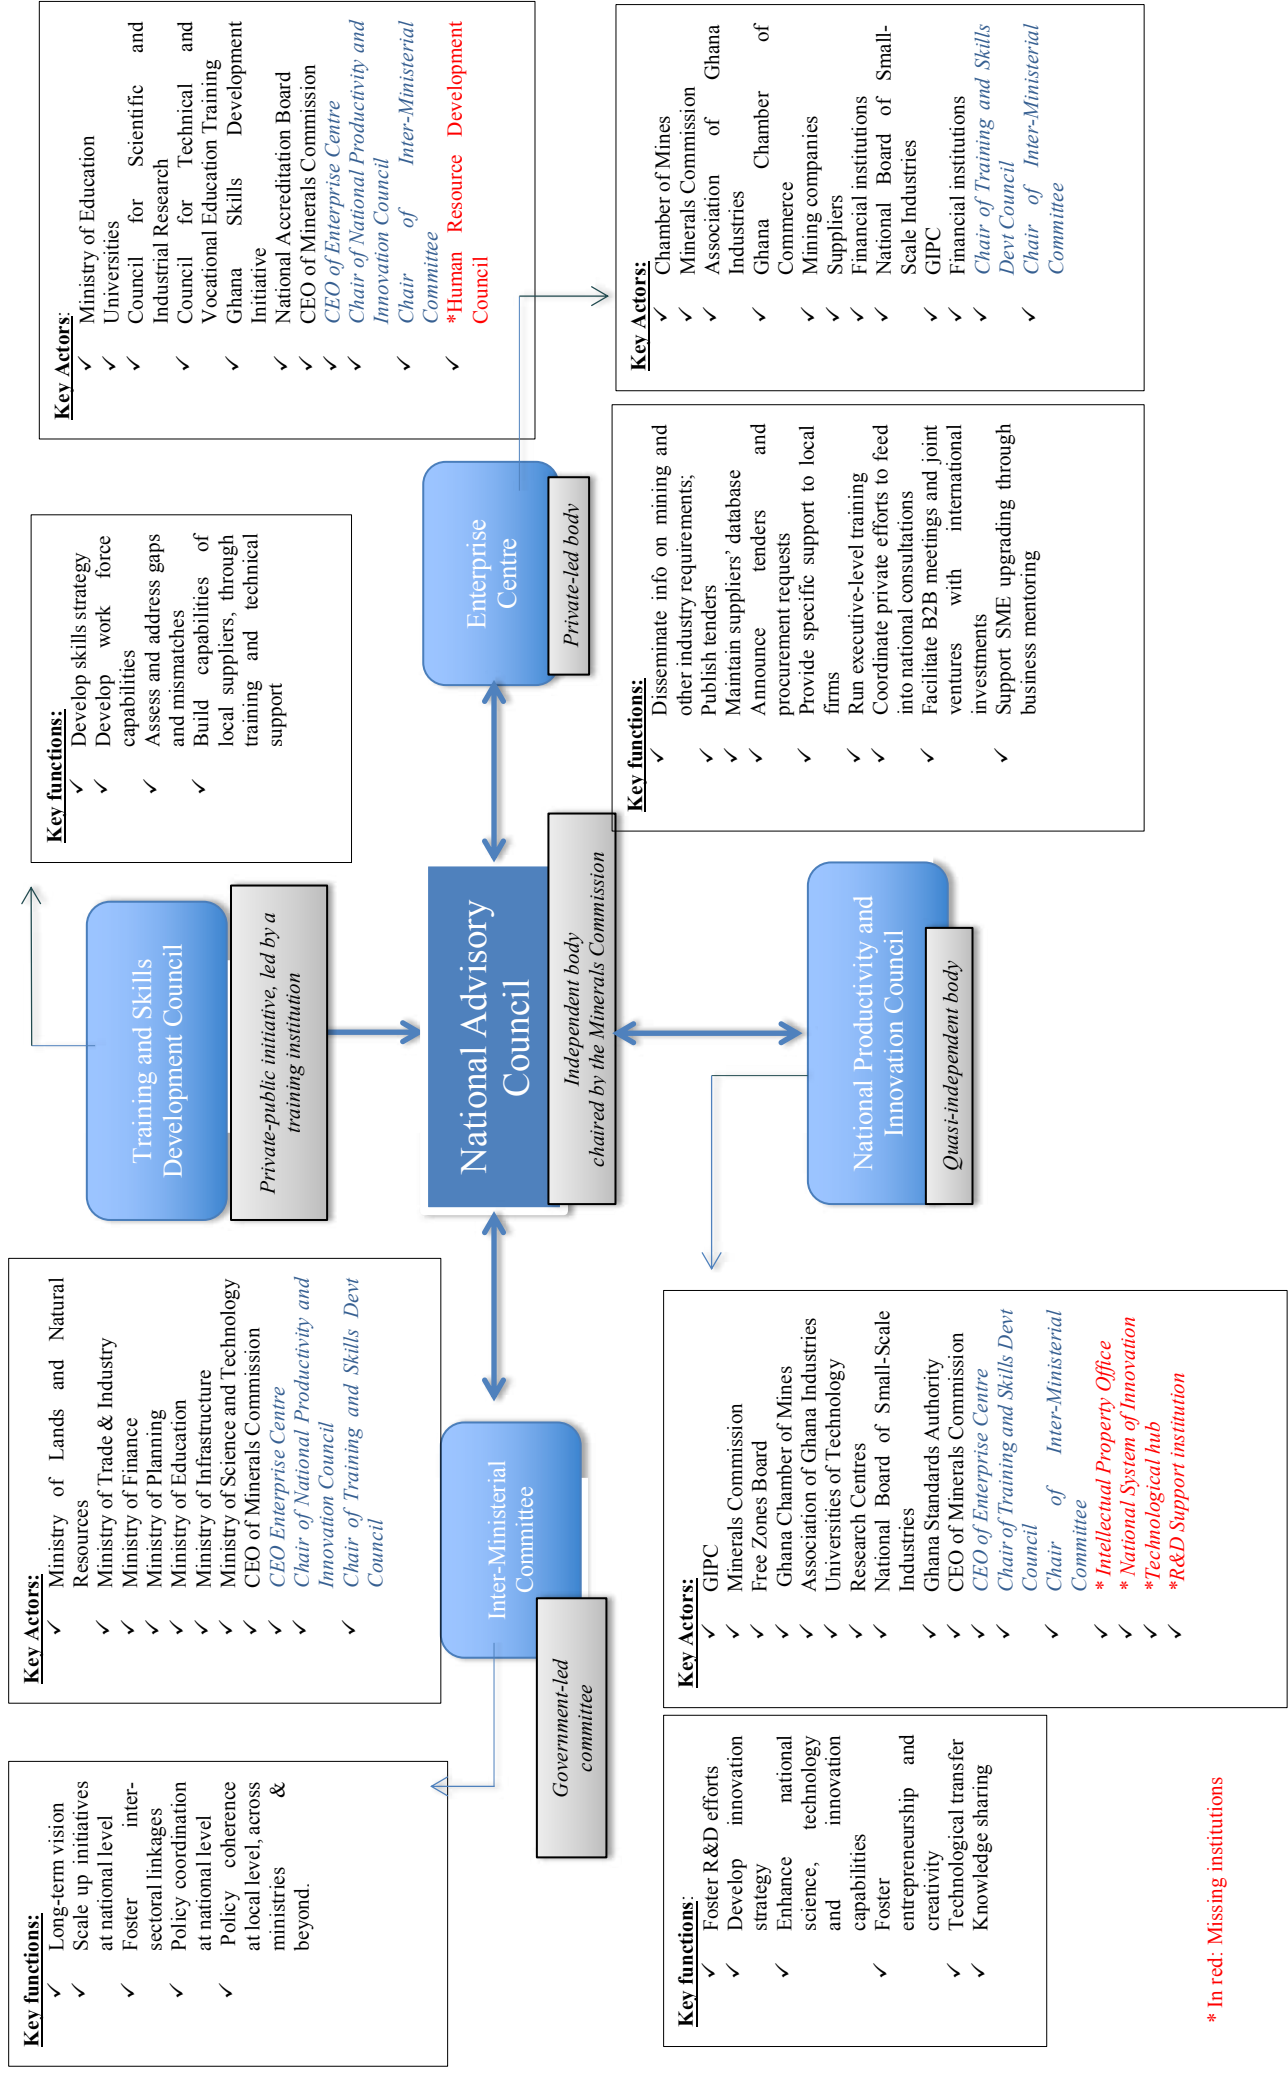 Key functions:
✓ Long-term vision
✓ Scale up initiatives
at national level
✓ Foster inter-
sectoral linkages
✓ Policy coordination
at national level
✓ Policy coherence
at local level, across
ministries &
beyond.
Key Actors:
✓ Ministry of Lands and Natural
Resources
✓ Ministry of Trade & Industry
✓ Ministry of Finance
✓ Ministry of Planning
✓ Ministry of Education
✓ Ministry of Infrastructure
✓ Ministry of Science and Technology
✓ CEO of Minerals Commission
✓ CEO Enterprise Centre
✓ Chair of National Productivity and
Innovation Council
✓ Chair of Training and Skills Devt
Council
Training and Skills
Development Council
Private-public initiative, led by a
training institution
Key functions:
✓ Develop skills strategy
✓ Develop work force
capabilities
✓ Assess and address gaps
and mismatches
✓ Build capabilities of
local suppliers, through
training and technical
support
Key Actors:
✓ Ministry of Education
✓ Universities
✓ Council for Scientific and
Industrial Research
✓ Council for Technical and
Vocational Education Training
✓ Ghana Skills Development
Initiative
✓ National Accreditation Board
✓ CEO of Minerals Commission
✓ CEO of Enterprise Centre
✓ Chair of National Productivity and
Innovation Council
✓ Chair of Inter-Ministerial
Committee
✓ *Human Resource Development
Council
Inter-Ministerial
Committee
Government-led
committee
National Advisory
Council
Independent body
chaired by the Minerals Commission
Enterprise
Centre
Private-led body
Key functions:
✓ Foster R&D efforts
✓ Develop innovation
strategy
✓ Enhance national
science, technology
and innovation
capabilities
✓ Foster
entrepreneurship and
creativity
✓ Technological transfer
✓ Knowledge sharing
Key Actors:
✓ GIPC
✓ Minerals Commission
✓ Free Zones Board
✓ Ghana Chamber of Mines
✓ Association of Ghana Industries
✓ Universities of Technology
✓ Research Centres
✓ National Board of Small-Scale
Industries
✓ Ghana Standards Authority
✓ CEO of Minerals Commission
✓ CEO of Enterprise Centre
✓ Chair of Training and Skills Devt
Council
✓ Chair of Inter-Ministerial
Committee
✓ * Intellectual Property Office
✓ * National System of Innovation
✓ *Technological hub
✓ *R&D Support institution
National Productivity and
Innovation Council
Quasi-independent body
Key functions:
✓ Disseminate info on mining and
other industry requirements;
✓ Publish tenders
✓ Maintain suppliers' database
✓ Announce tenders and
procurement requests
✓ Provide specific support to local
firms
✓ Run executive-level training
✓ Coordinate private efforts to feed
into national consultations
✓ Facilitate B2B meetings and joint
ventures with international
investments
✓ Support SME upgrading through
business mentoring
Key Actors:
✓ Chamber of Mines
✓ Minerals Commission
✓ Association of Ghana
Industries
✓ Ghana Chamber of
Commerce
✓ Mining companies
✓ Suppliers
✓ Financial institutions
✓ National Board of Small-
Scale Industries
✓ GIPC
✓ Financial institutions
✓ Chair of Training and Skills
Devt Council
✓ Chair of Inter-Ministerial
Committee
* In red: Missing institutions